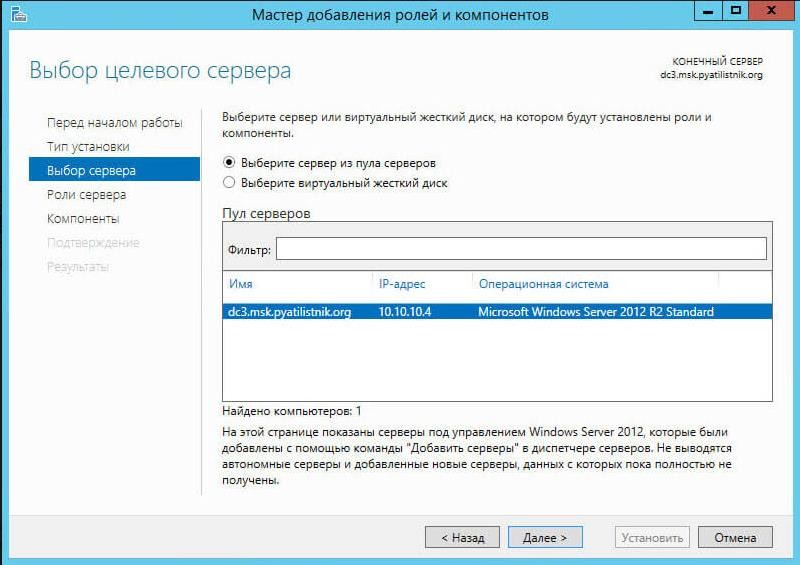 Мастер добавления ролей и компонентов
Выбор целевого сервера
КОНЕЧНЫЙ СЕРВЕР
dc3.msk.pyatilistnik.org
Перед началом работы
Тип установки
Выбор сервера
Роли сервера
Компоненты
Подтверждение
Результаты
Выберите сервер или виртуальный жесткий диск, на котором будут установлены роли и
компоненты.
Выберите сервер из пула серверов
Выберите виртуальный жесткий диск
Пул серверов
Фильтр:
Имя IP-адрес Операционная система
dc3.msk.pyatilistnik.org 10.10.10.4 Microsoft Windows Server 2012 R2 Standard
Найдено компьютеров: 1
На этой странице показаны серверы под управлением Windows Server 2012, которые были
добавлены с помощью команды "Добавить серверы" в диспетчере серверов. Не выводятся
автономные серверы и добавленные новые серверы, данных с которых пока полностью не
получены.
< Назад Далее > Установить Отмена